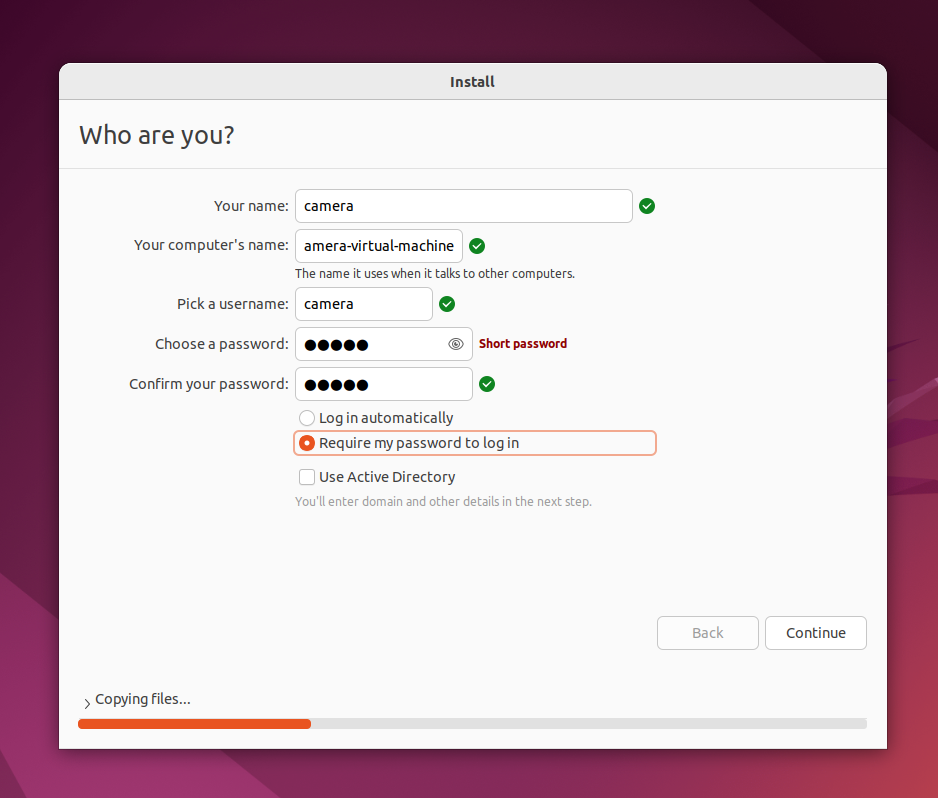 Install
Who are you?
Your name: camera
Your computer's name: amera-virtual-machine
The name it uses when it talks to other computers.
Pick a username: camera
Choose a password: ●●●●● Short password
Confirm your password: ●●●●●
Log in automatically
Require my password to log in
Use Active Directory
You'll enter domain and other details in the next step.
Back Continue
Copying files...